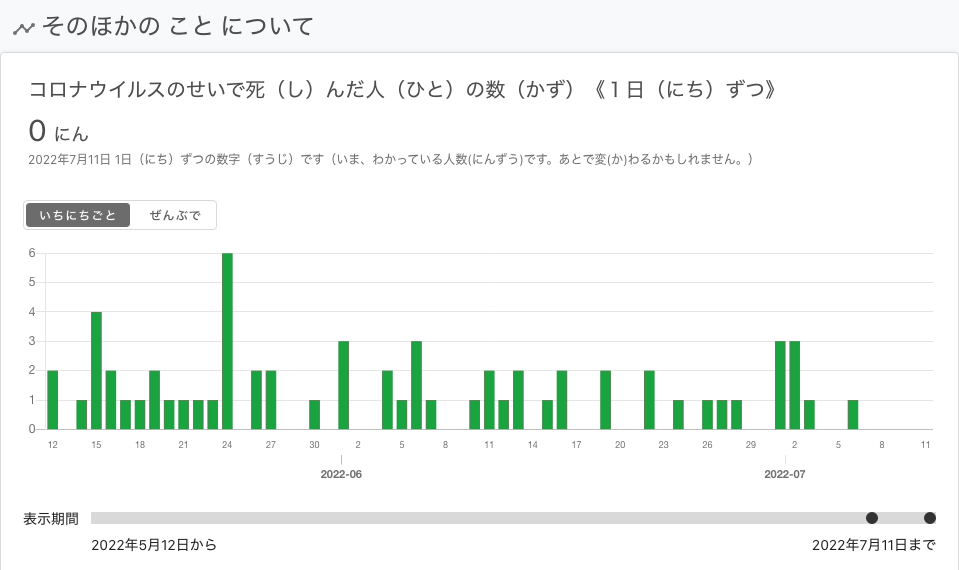 そのほかの こと について
コロナウイルスのせいで死（し）んだ人（ひと）の数（かず）《１日（にち）ずつ》
0 にん
2022年7月11日 1日（にち）ずつの数字（すうじ）です（いま、わかっている人数(にんずう)です。あとで変(か)わるかもしれません。）
いちにちごと ぜんぶで
6
5
4
3
2
1
0
12 15 18 21 24 27 30 2 5 8 11 14 17 20 23 26 29 2 5 8 11
2022-06 2022-07
表示期間
2022年5月12日から 2022年7月11日まで